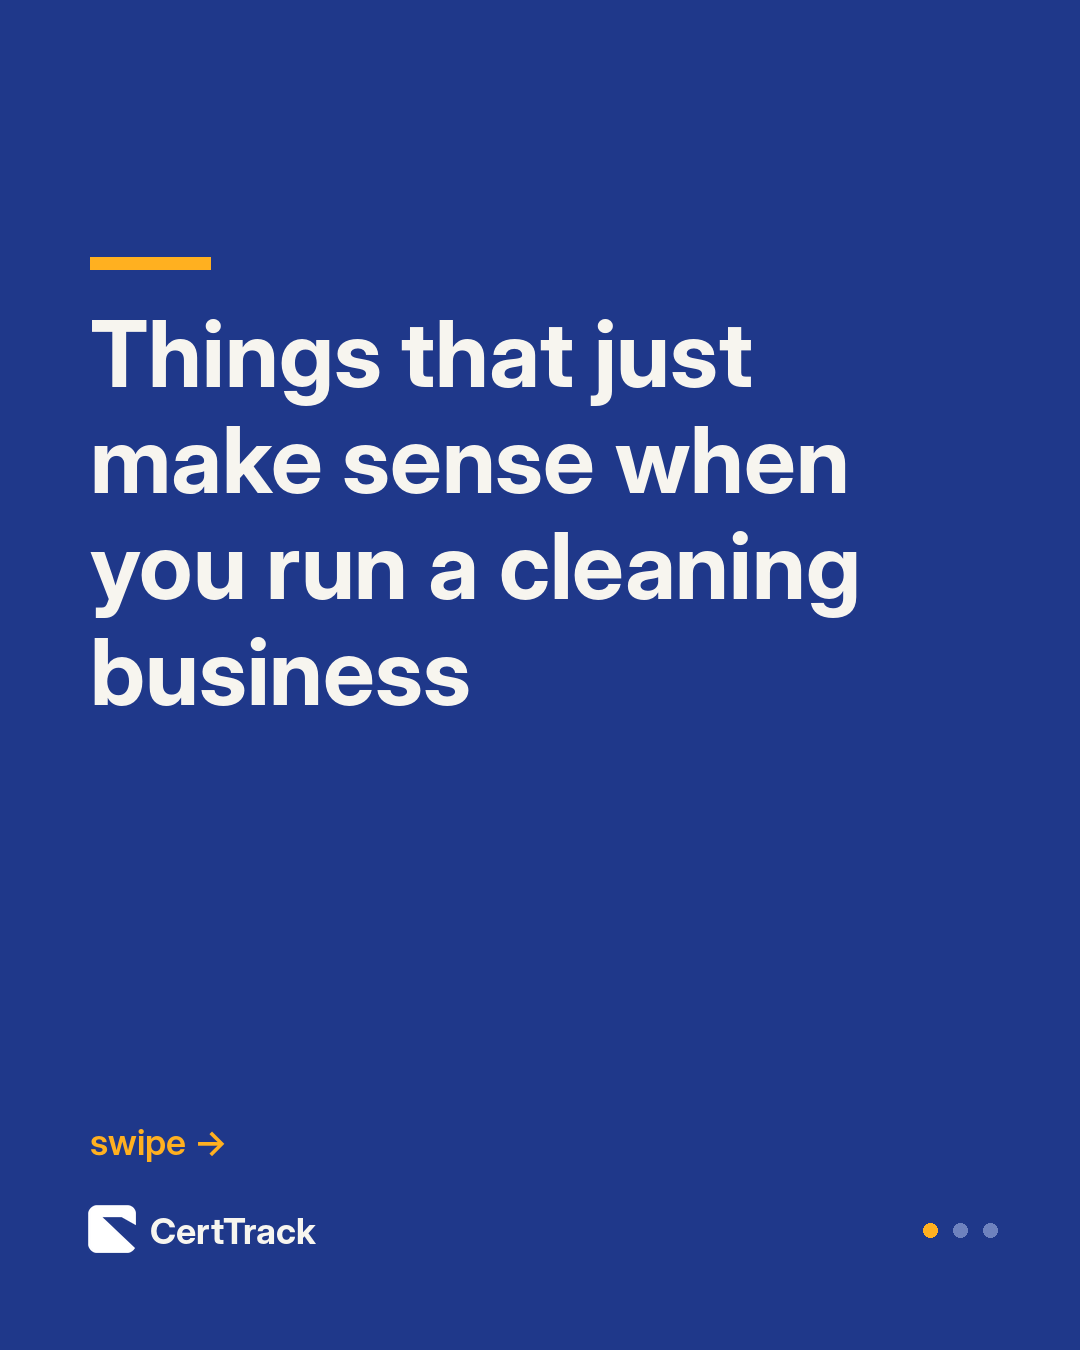 Things that just
make sense when
you run a cleaning
business
swipe →
CertTrack